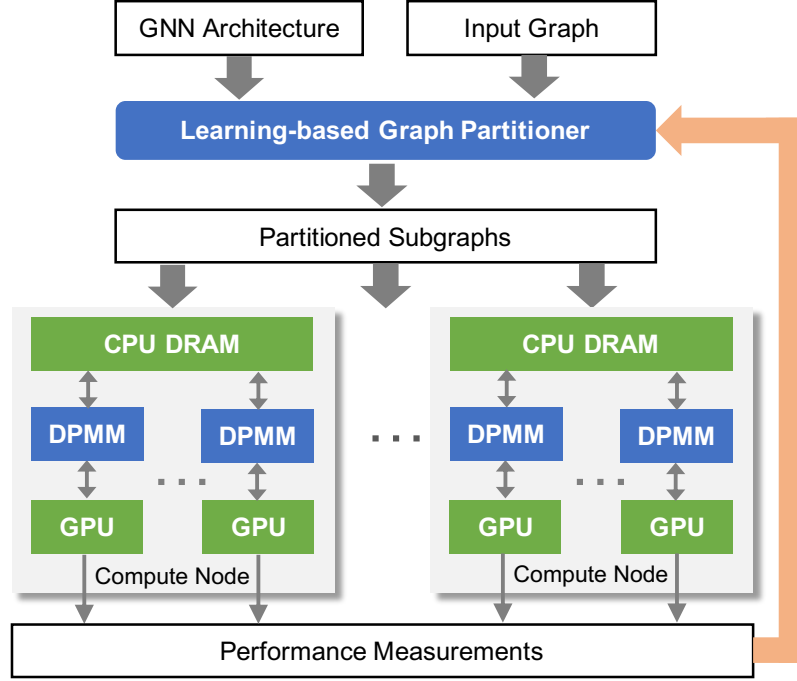 GNN Architecture
Input Graph
Learning-based Graph Partitioner
Partitioned Subgraphs
CPU DRAM
CPU DRAM
DPMM
DPMM
. . .
DPMM
DPMM
. . .
. . .
GPU
GPU
GPU
GPU
Compute Node
Compute Node
Performance Measurements